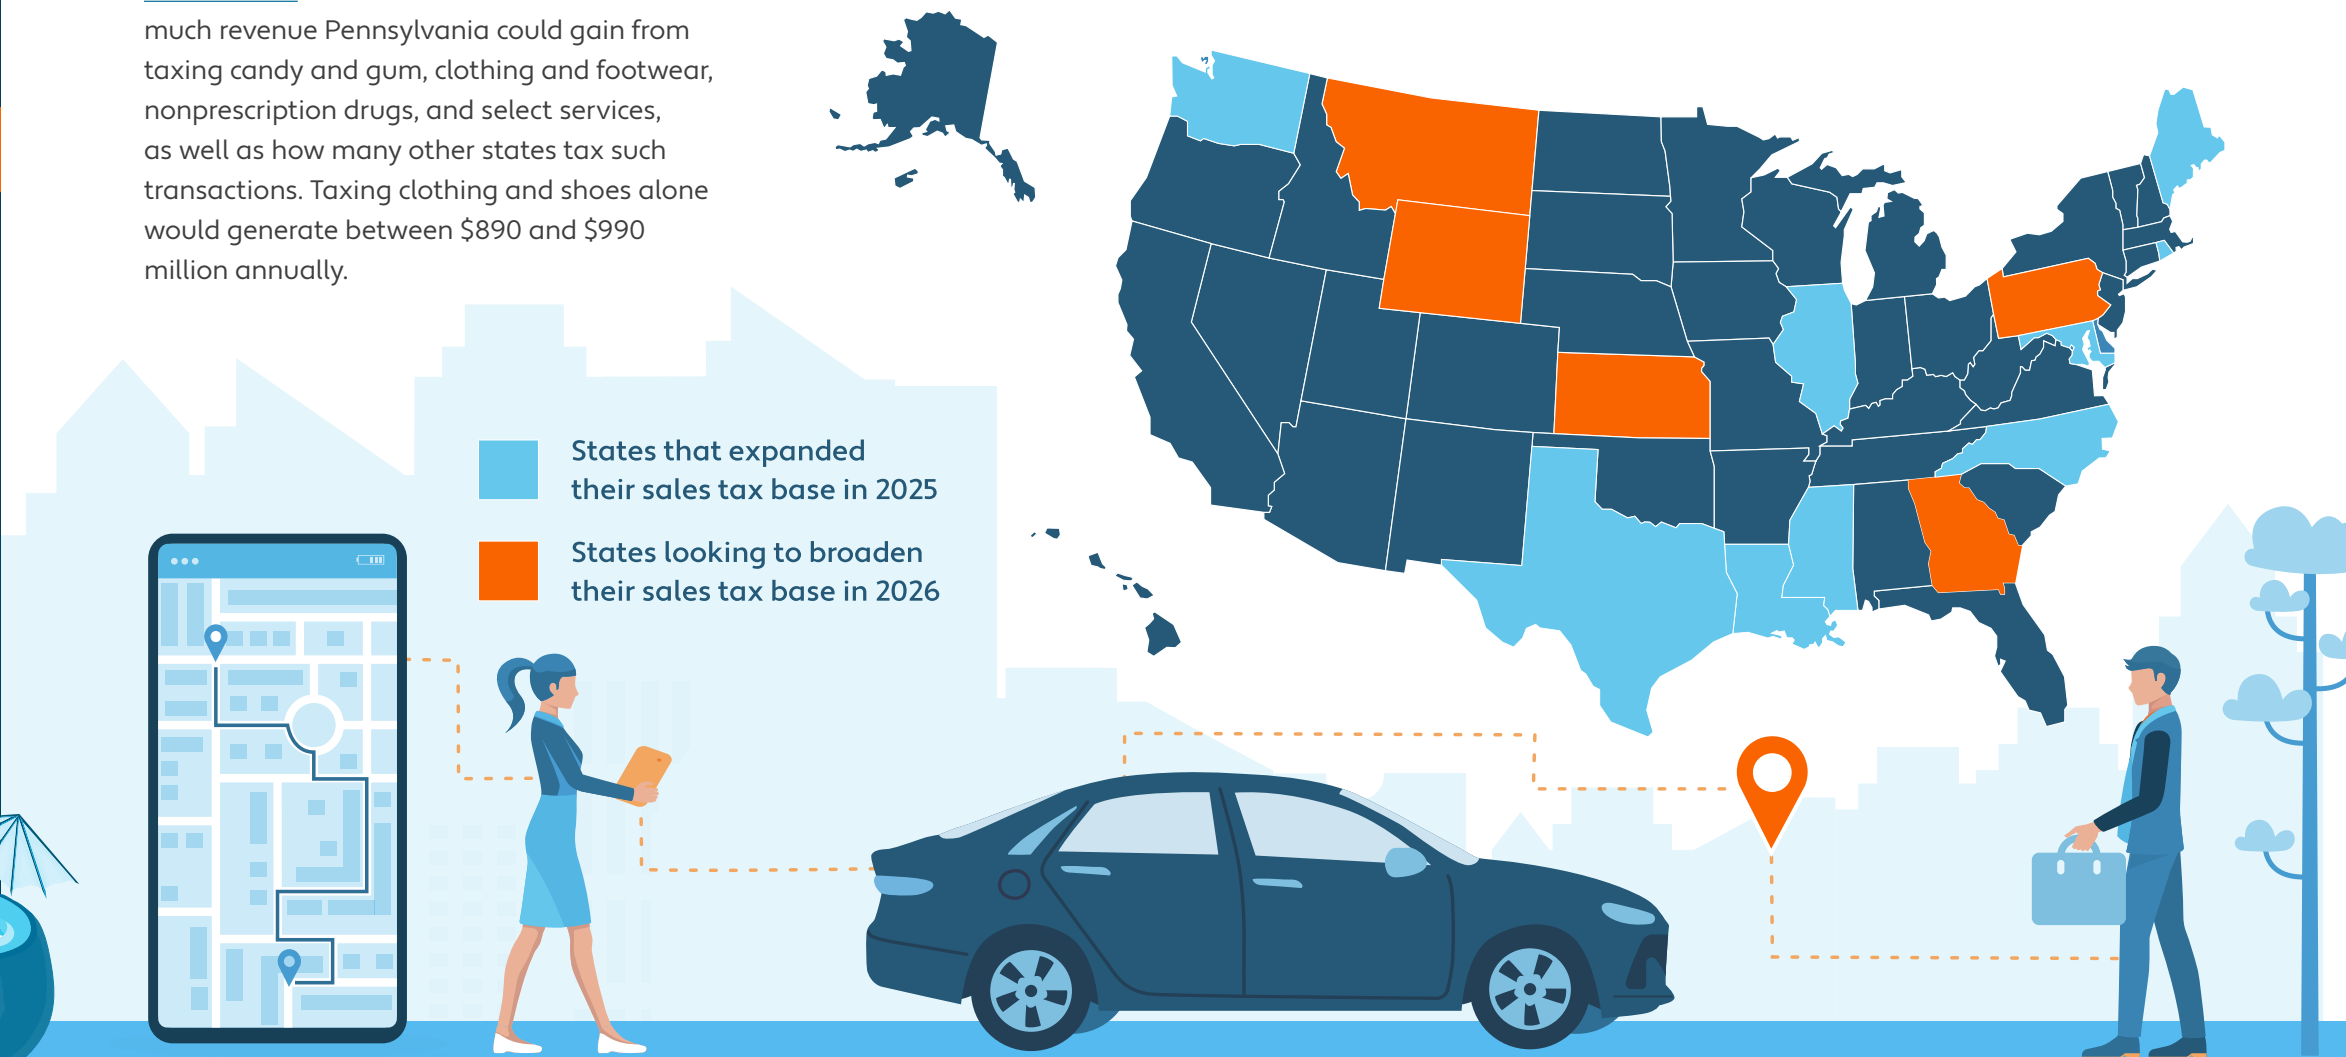 much revenue Pennsylvania could gain from
taxing candy and gum, clothing and footwear,
nonprescription drugs, and select services,
as well as how many other states tax such
transactions. Taxing clothing and shoes alone
would generate between $890 and $990
million annually.
States that expanded
their sales tax base in 2025
States looking to broaden
their sales tax base in 2026